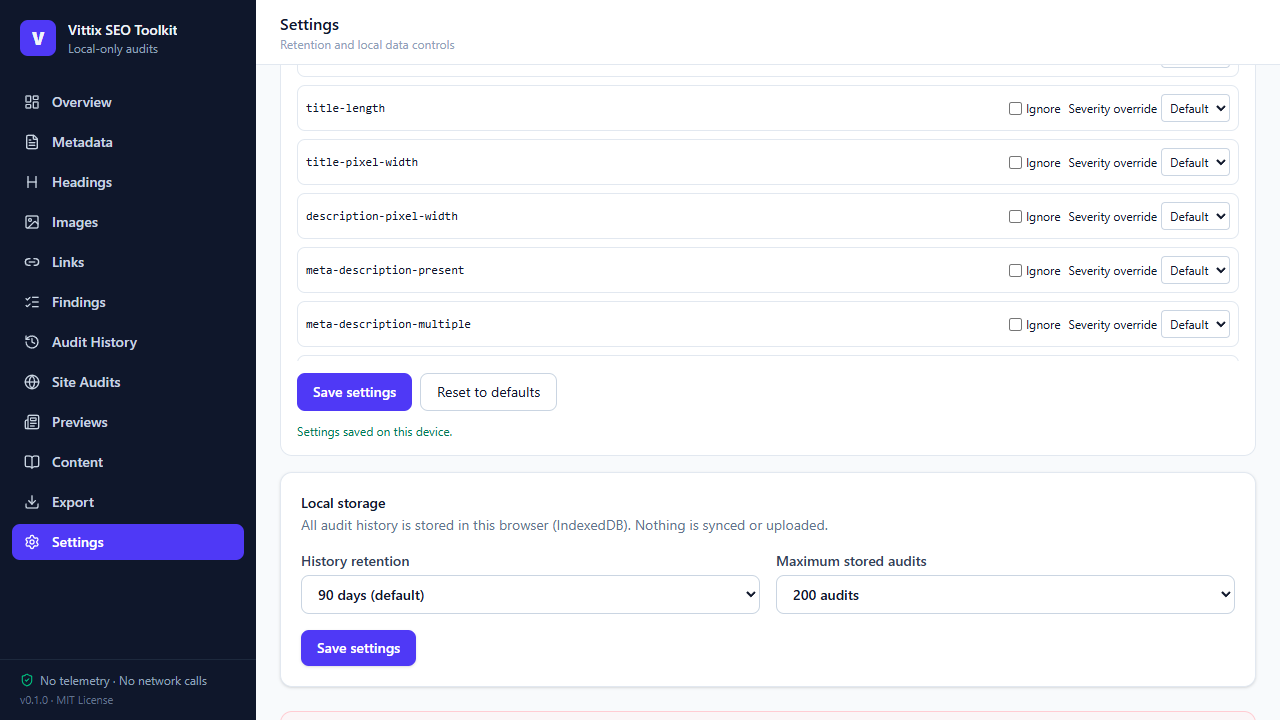 V
Vittix SEO Toolkit
Local-only audits
Overview
Metadata
Headings
Images
Links
Findings
Audit History
Site Audits
Previews
Content
Export
Settings
No telemetry · No network calls
v0.1.0 · MIT License
Settings
Retention and local data controls
title-length Ignore Severity override Default
title-pixel-width Ignore Severity override Default
description-pixel-width Ignore Severity override Default
meta-description-present Ignore Severity override Default
meta-description-multiple Ignore Severity override Default
Save settings Reset to defaults
Settings saved on this device.
Local storage
All audit history is stored in this browser (IndexedDB). Nothing is synced or uploaded.
History retention Maximum stored audits
90 days (default) 200 audits
Save settings